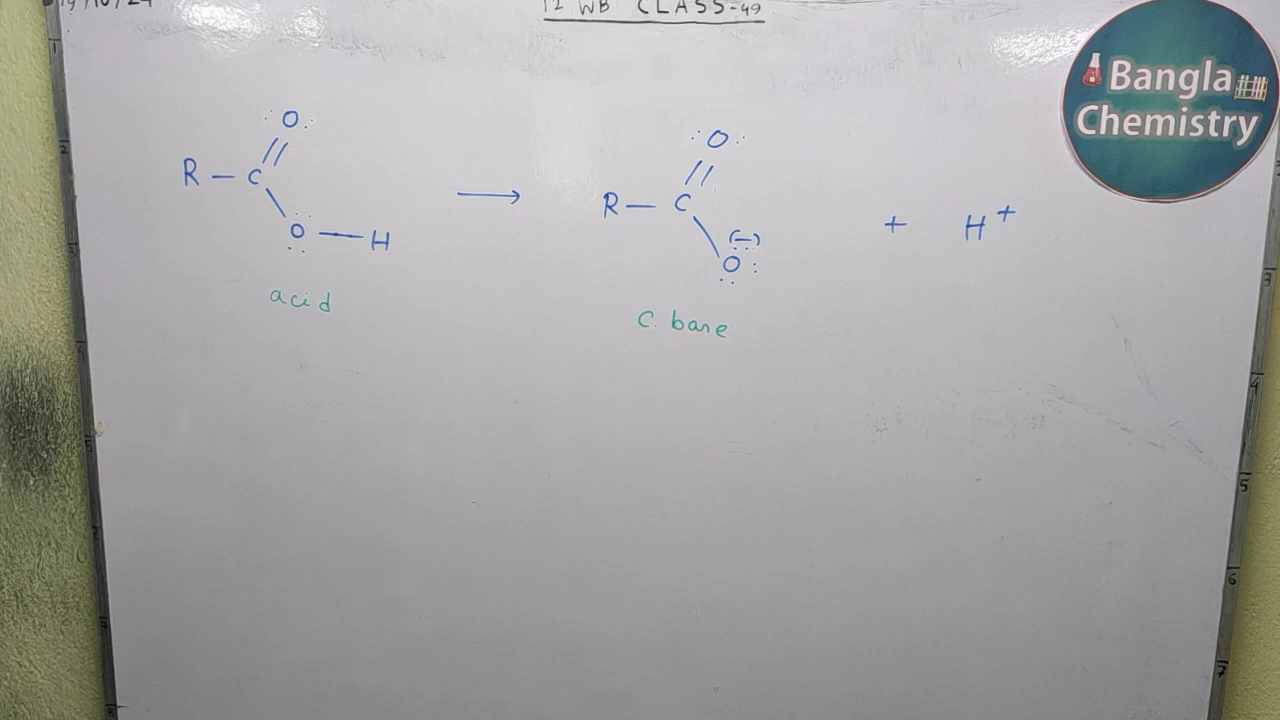 12 WB CLASS-49
Bangla
Chemistry
O
R — C
O — H
→
O
R — C
(–)
O
+ H+
acid
C. base